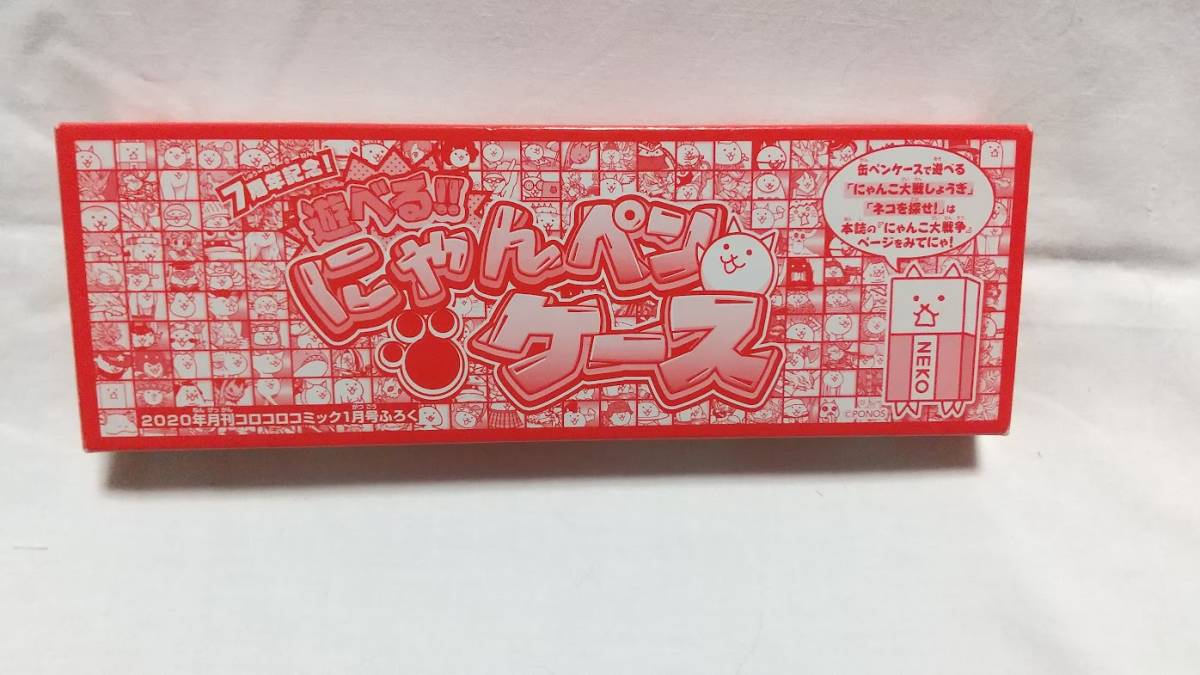 7周年記念!
遊べる!!
にゃんペン
ケース
缶ペンケースで遊べる
「にゃんこ大戦しょうぎ」
「ネコを探せ!」は
本誌の『にゃんこ大戦争』
ページをみてにゃ!
NEKO
©PONOS
2020年月刊コロコロコミック1月号ふろく